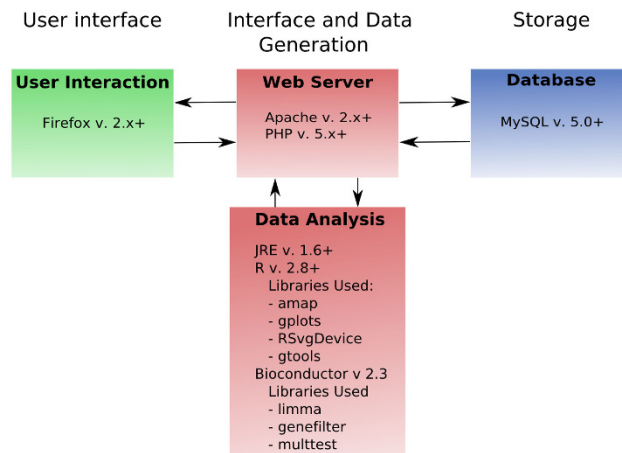 User interface
Interface and Data
Generation
Storage
User Interaction
Firefox v. 2.x+
Web Server
Apache v. 2.x+
PHP v. 5.x+
Database
MySQL v. 5.0+
Data Analysis
JRE v. 1.6+
R v. 2.8+
Libraries Used:
- amap
- gplots
- RSvgDevice
- gtools
Bioconductor v 2.3
Libraries Used
- limma
- genefilter
- multtest